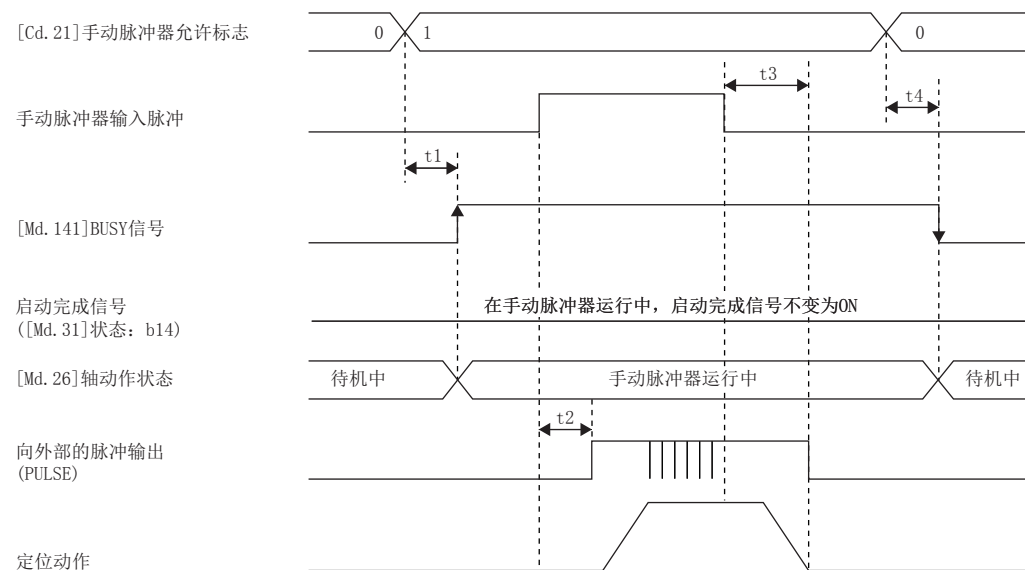 [Cd.21]手动脉冲器允许标志
0
1
0
t3
t4
手动脉冲器输入脉冲
t1
[Md.141]BUSY信号
启动完成信号
([Md.31]状态：b14)
在手动脉冲器运行中，启动完成信号不变为ON
[Md.26]轴动作状态
待机中
手动脉冲器运行中
待机中
t2
向外部的脉冲输出
(PULSE)
定位动作